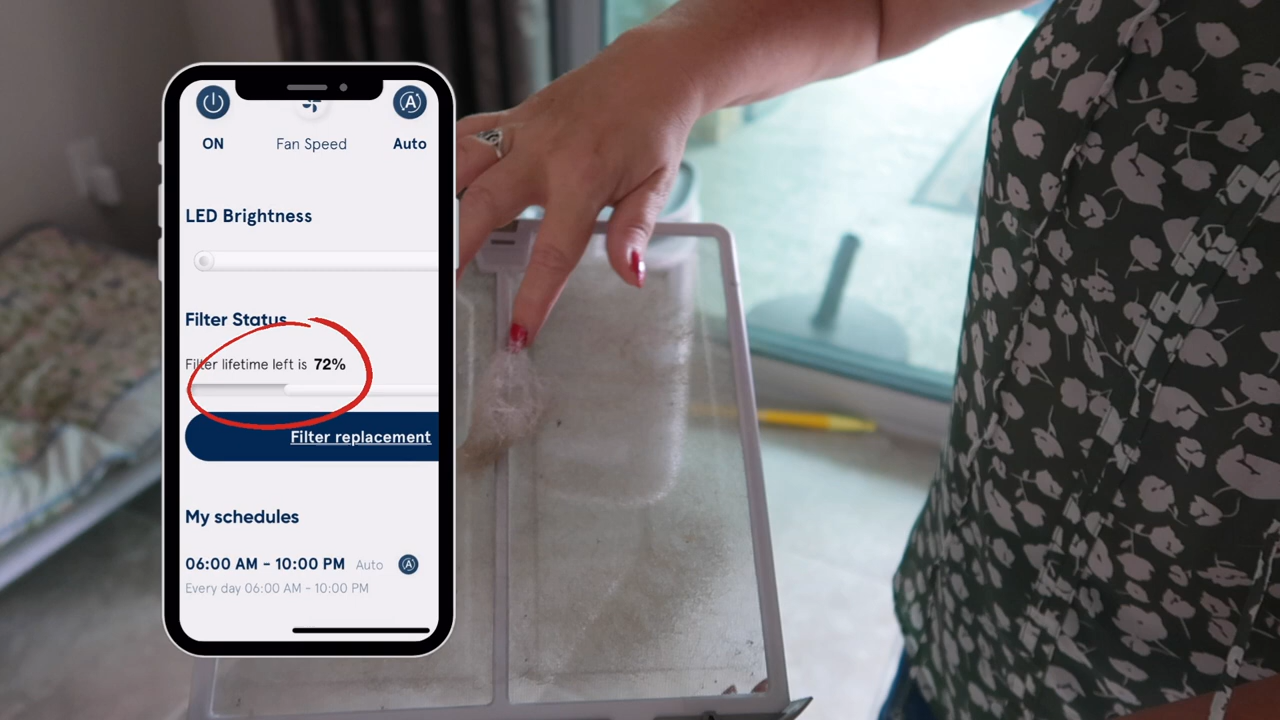 ON
Fan Speed
A
Auto
LED Brightness
Filter Status
Filter lifetime left is 72%
Filter replacement
My schedules
06:00 AM - 10:00 PM Auto A
Every day 06:00 AM - 10:00 PM